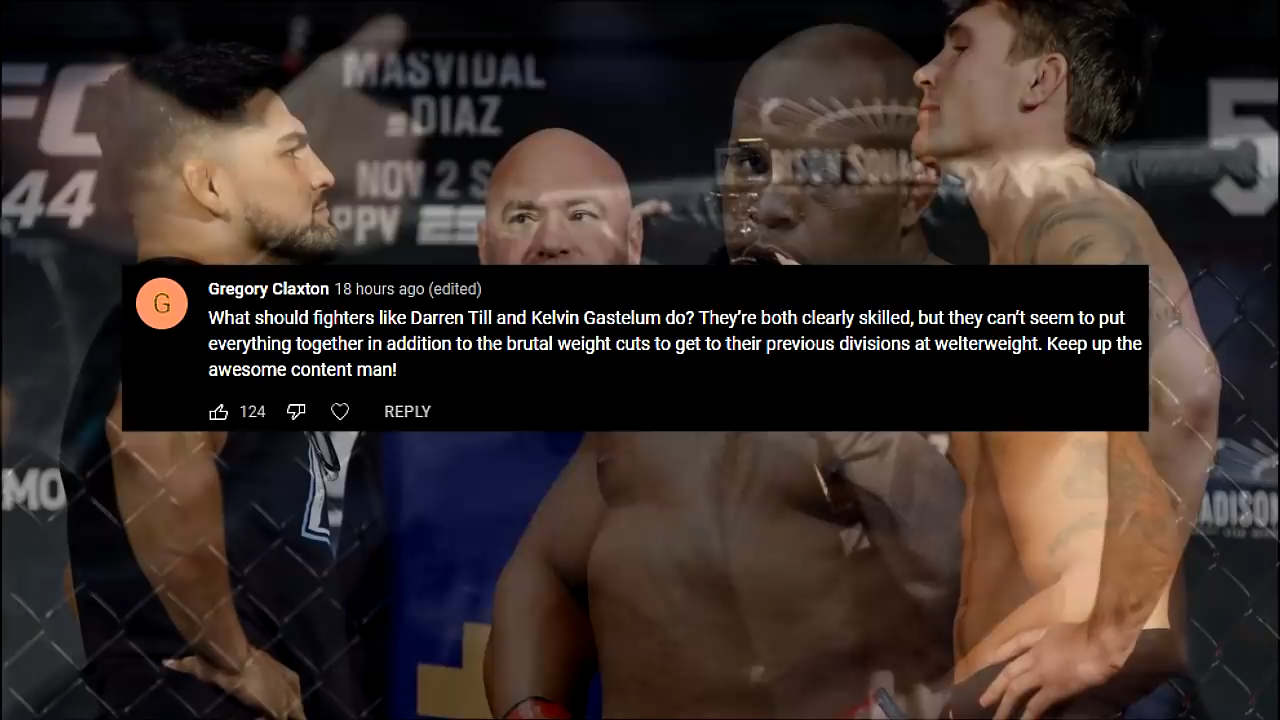 FC
44
MASVIDAL
DIAZ
NOV 2 S
PPV
5
Gregory Claxton 18 hours ago (edited)
What should fighters like Darren Till and Kelvin Gastelum do? They're both clearly skilled, but they can't seem to put
everything together in addition to the brutal weight cuts to get to their previous divisions at welterweight. Keep up the
awesome content man!
G
124
REPLY